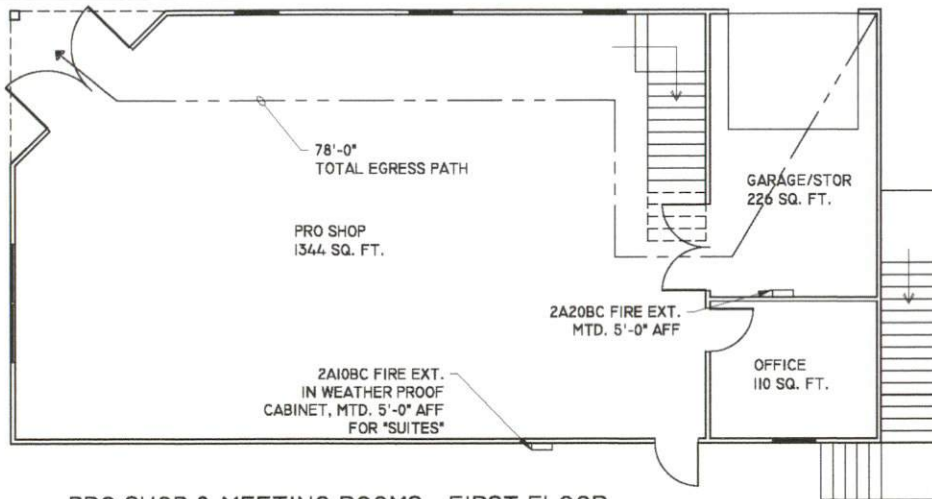 78'-0"
TOTAL EGRESS PATH
GARAGE/STOR
226 SQ. FT.
PRO SHOP
1344 SQ. FT.
2A20BC FIRE EXT.
MTD. 5'-0" AFF
2A10BC FIRE EXT.
IN WEATHER PROOF
CABINET, MTD. 5'-0" AFF
FOR "SUITES"
OFFICE
110 SQ. FT.
PRO SHOP & MEETING ROOMS - FIRST FLOOR